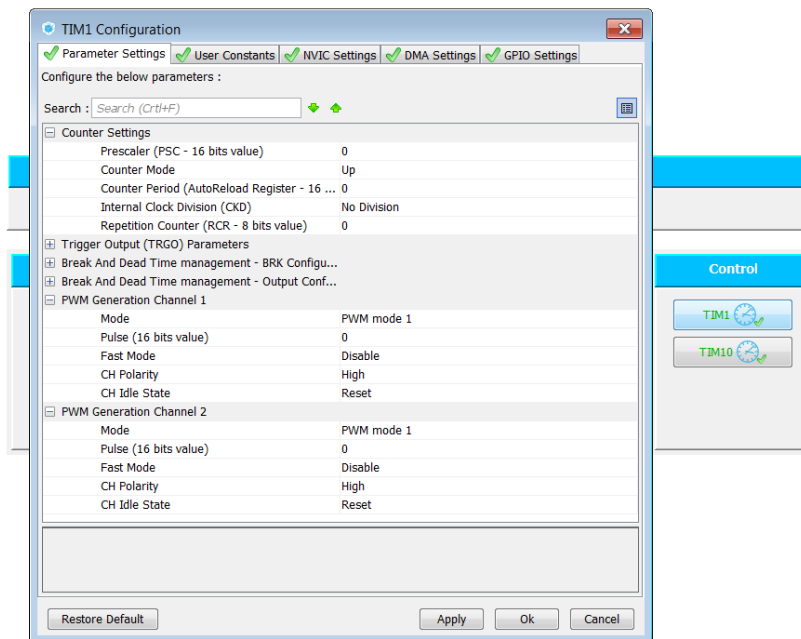 TIM1 Configuration
Parameter Settings User Constants NVIC Settings DMA Settings GPIO Settings
Configure the below parameters :
Search : Search (Crtl+F)
Counter Settings
Prescaler (PSC - 16 bits value) 0
Counter Mode Up
Counter Period (AutoReload Register - 16 ... 0
Internal Clock Division (CKD) No Division
Repetition Counter (RCR - 8 bits value) 0
Trigger Output (TRGO) Parameters
Break And Dead Time management - BRK Configu...
Break And Dead Time management - Output Conf...
PWM Generation Channel 1
Mode PWM mode 1
Pulse (16 bits value) 0
Fast Mode Disable
CH Polarity High
CH Idle State Reset
PWM Generation Channel 2
Mode PWM mode 1
Pulse (16 bits value) 0
Fast Mode Disable
CH Polarity High
CH Idle State Reset
Restore Default Apply Ok Cancel
Control
TIM1
TIM10